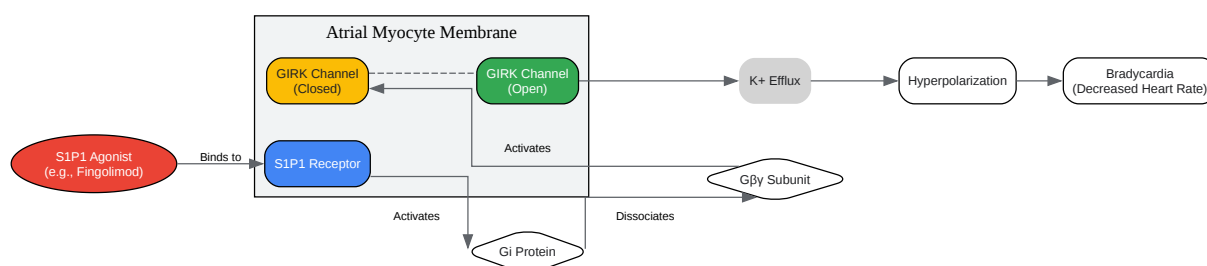 Atrial Myocyte Membrane
GIRK Channel
(Closed)
GIRK Channel
(Open)
K+ Efflux
Hyperpolarization
Bradycardia
(Decreased Heart Rate)
S1P1 Agonist
(e.g., Fingolimod)
Binds to
S1P1 Receptor
Activates
Gβγ Subunit
Activates
Dissociates
Gi Protein